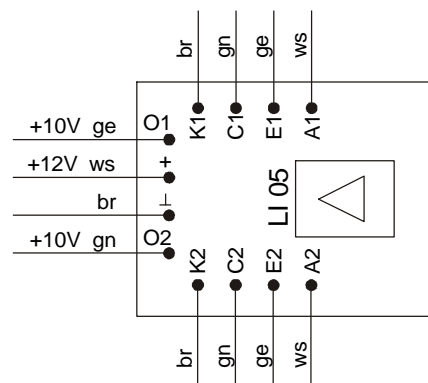 br gn ge ws
K1 C1 E1 A1
+10V ge O1
+12V ws +
br ⊥
+10V gn O2
LI 05
K2 C2 E2 A2
br gn ge ws